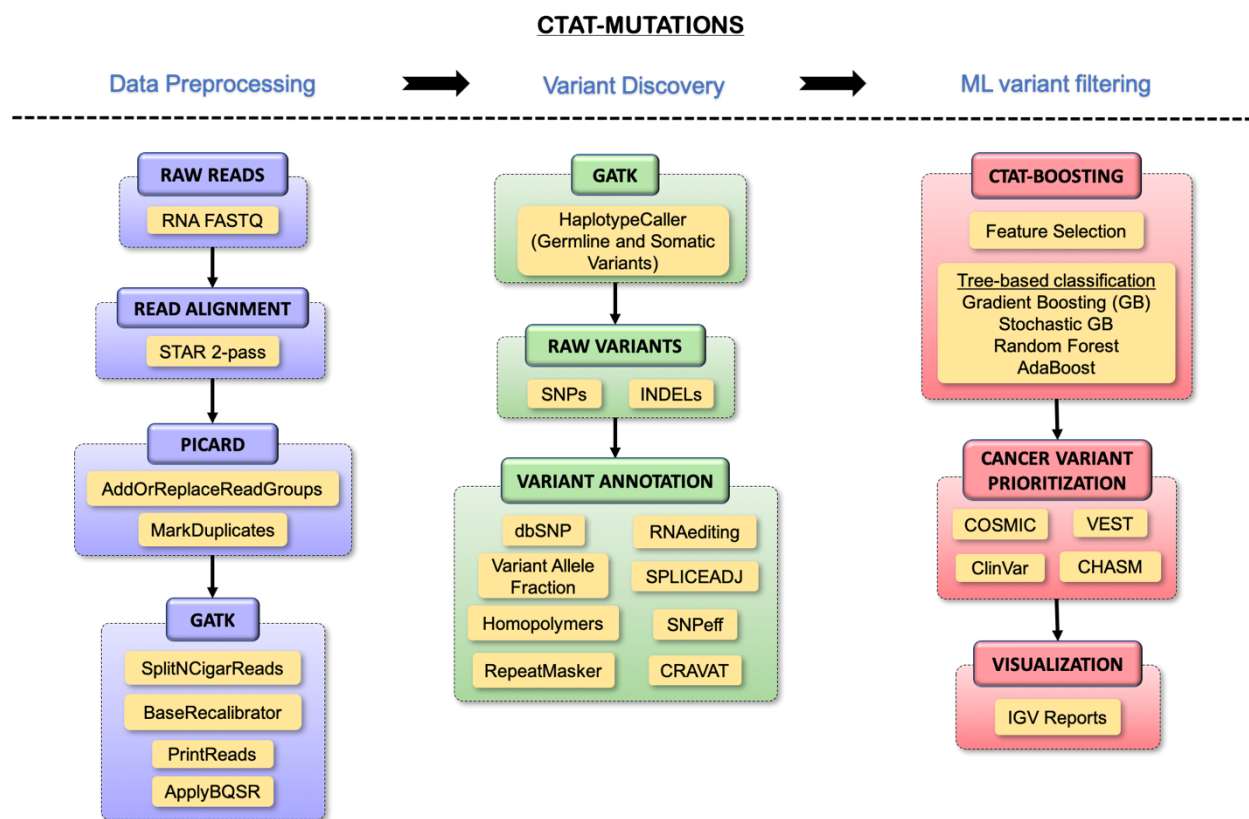 CTAT-MUTATIONS
Data Preprocessing
Variant Discovery
ML variant filtering
RAW READS
RNA FASTQ
READ ALIGNMENT
STAR 2-pass
PICARD
AddOrReplaceReadGroups
MarkDuplicates
GATK
SplitNCigarReads
BaseRecalibrator
PrintReads
ApplyBQSR
GATK
HaplotypeCaller
(Germline and Somatic
Variants)
RAW VARIANTS
SNPs
INDELs
VARIANT ANNOTATION
dbSNP
RNAediting
Variant Allele
Fraction
SPLICEADJ
Homopolymers
SNPeff
RepeatMasker
CRAVAT
CTAT-BOOSTING
Feature Selection
Tree-based classification
Gradient Boosting (GB)
Stochastic GB
Random Forest
AdaBoost
CANCER VARIANT
PRIORITIZATION
COSMIC
VEST
ClinVar
CHASM
VISUALIZATION
IGV Reports